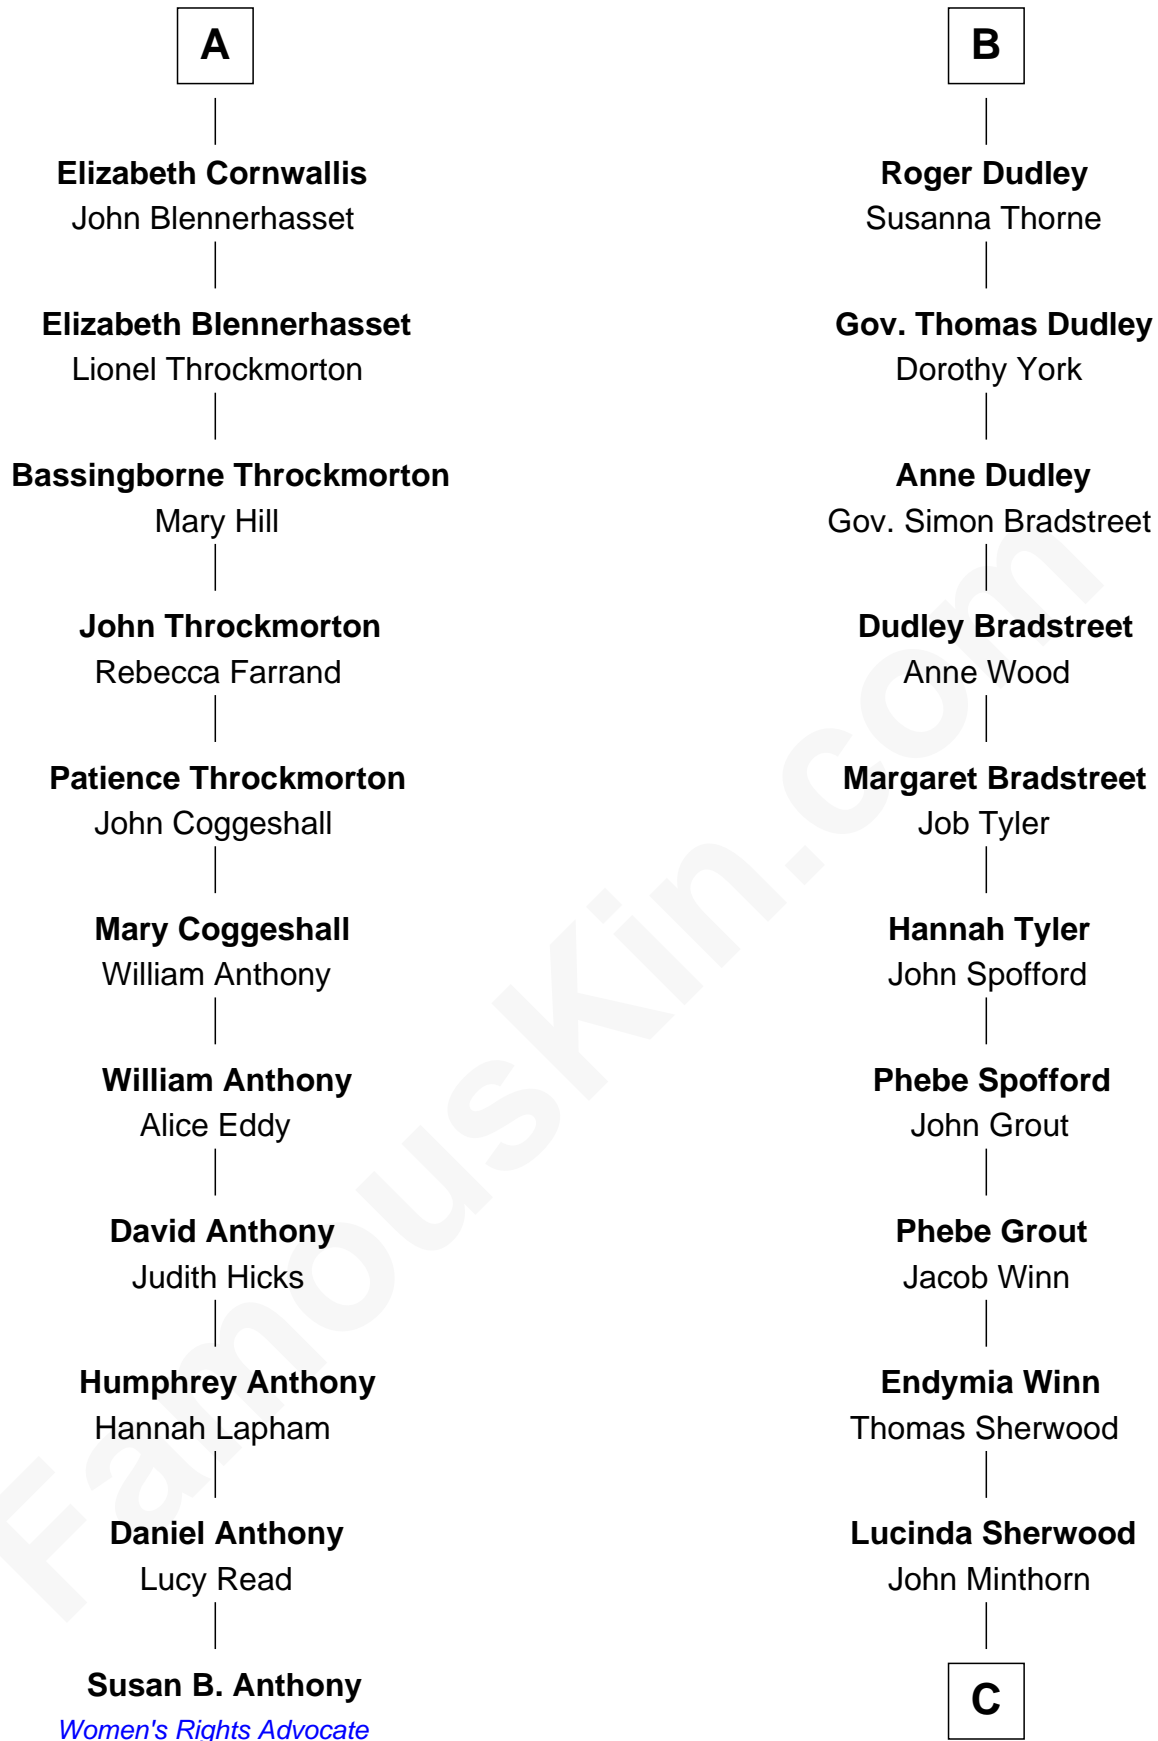 A
Elizabeth Cornwallis
John Blennerhasset
Elizabeth Blennerhasset
Lionel Throckmorton
Bassingborne Throckmorton
Mary Hill
John Throckmorton
Rebecca Farrand
Patience Throckmorton
John Coggeshall
Mary Coggeshall
William Anthony
William Anthony
Alice Eddy
David Anthony
Judith Hicks
Humphrey Anthony
Hannah Lapham
Daniel Anthony
Lucy Read
Susan B. Anthony
Women's Rights Advocate
B
Roger Dudley
Susanna Thorne
Gov. Thomas Dudley
Dorothy York
Anne Dudley
Gov. Simon Bradstreet
Dudley Bradstreet
Anne Wood
Margaret Bradstreet
Job Tyler
Hannah Tyler
John Spofford
Phebe Spofford
John Grout
Phebe Grout
Jacob Winn
Endymia Winn
Thomas Sherwood
Lucinda Sherwood
John Minthorn
C
FamousKin.com